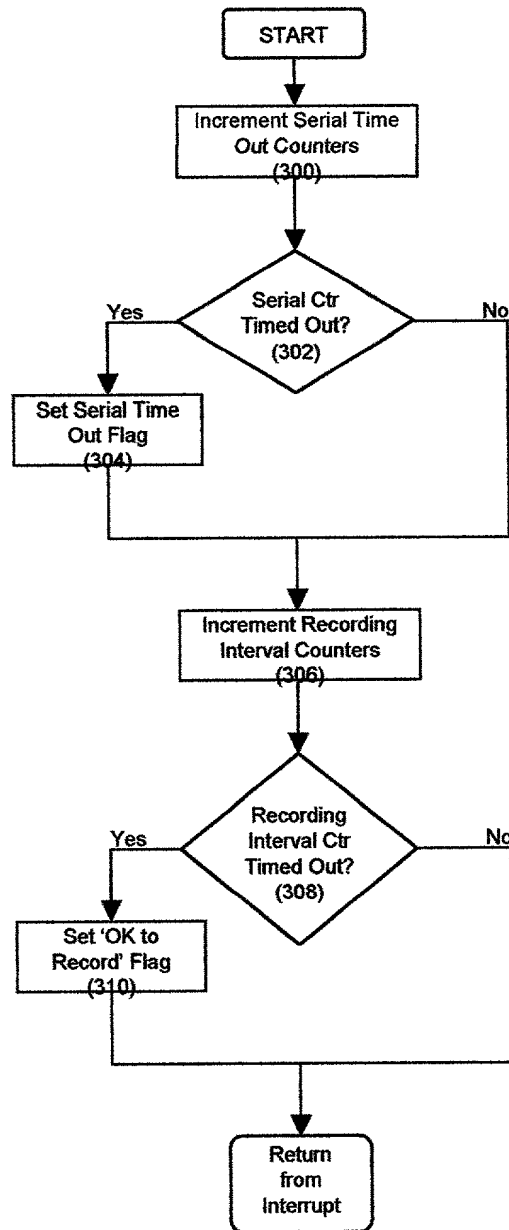 START
Increment Serial Time
Out Counters
(300)
Serial Ctr
Timed Out?
(302)
Yes
No
Set Serial Time
Out Flag
(304)
Increment Recording
Interval Counters
(306)
Recording
Interval Ctr
Timed Out?
(308)
Yes
No
Set ‘OK to
Record’ Flag
(310)
Return
from
Interrupt